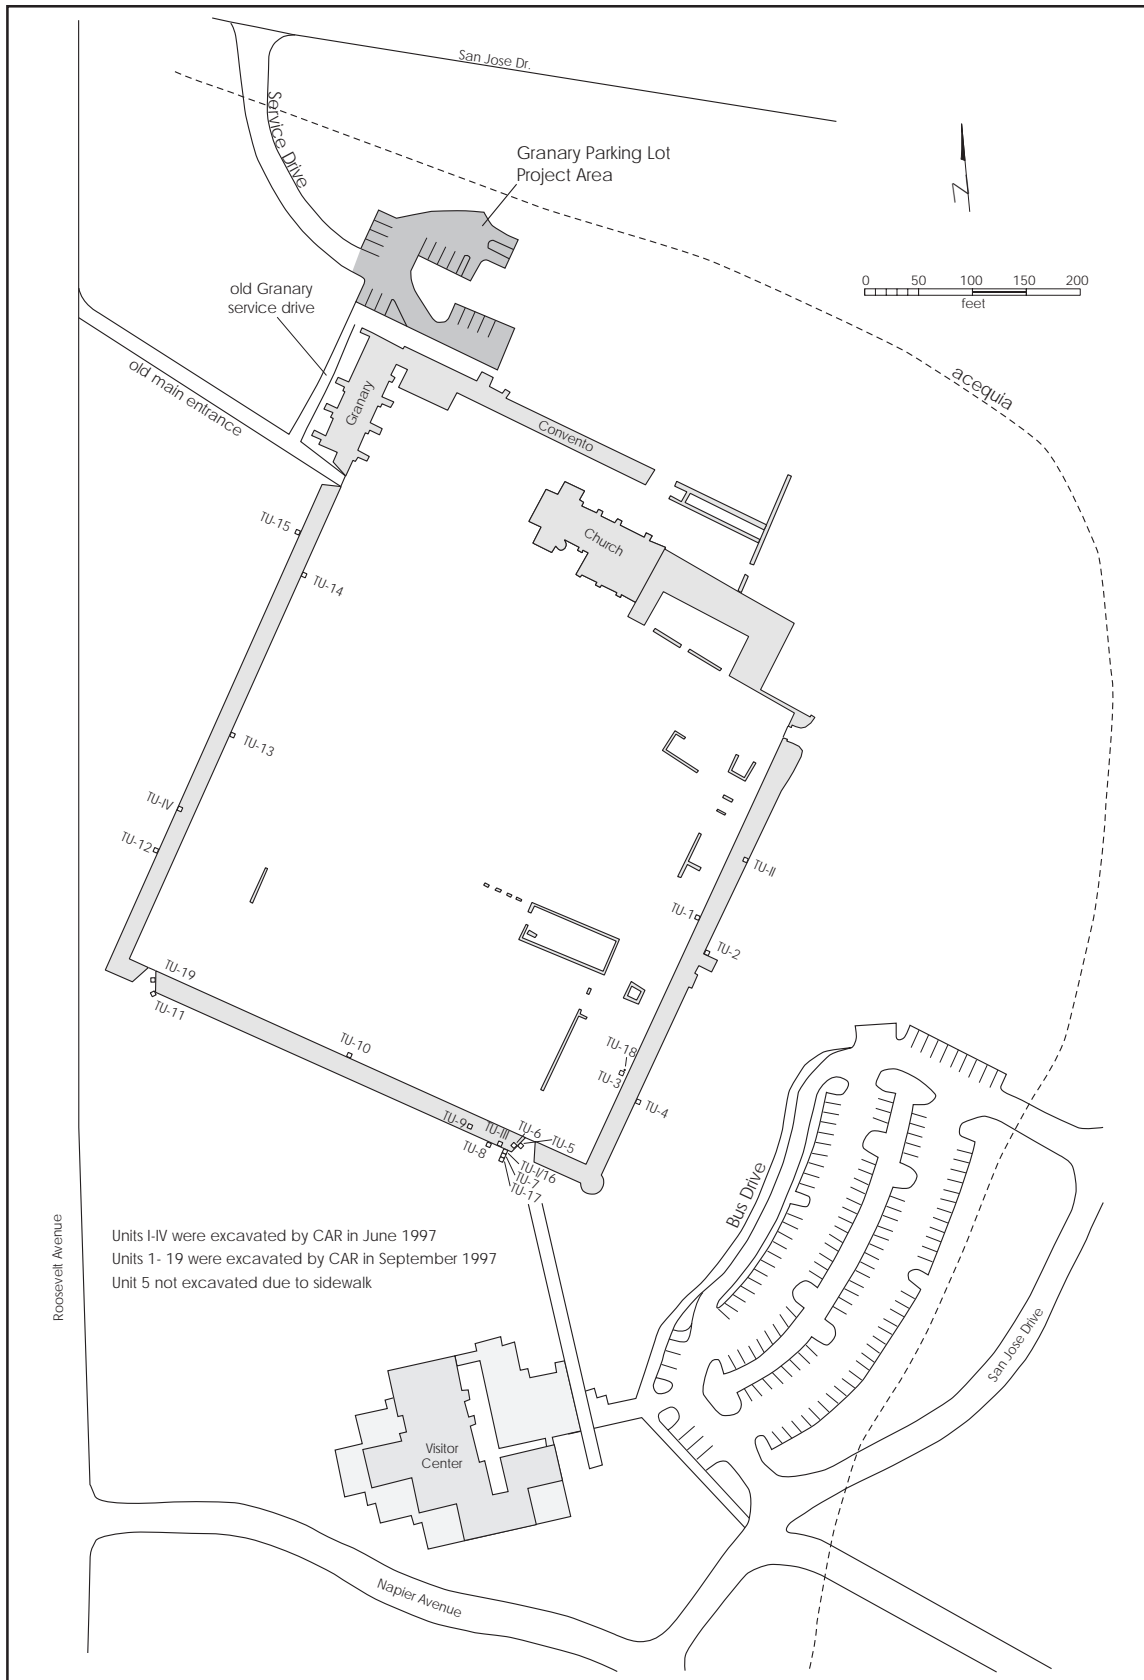 San Jose Dr.
Service Drive
Granary Parking Lot
Project Area
old Granary
service drive
0 50 100 150 200
feet
old main entrance
acequia
Granary
Convento
Church
TU-15
TU-14
TU-13
TU-IV
TU-12
TU-II
TU-1
TU-2
TU-19
TU-11
TU-10
TU-18
TU-3
TU-4
TU-9
TU-III
TU-6
TU-5
TU-8
TU-I/16
TU-7
TU-17
Bus Drive
Roosevelt Avenue
Units I-IV were excavated by CAR in June 1997
Units 1- 19 were excavated by CAR in September 1997
Unit 5 not excavated due to sidewalk
San Jose Drive
Visitor
Center
Napier Avenue